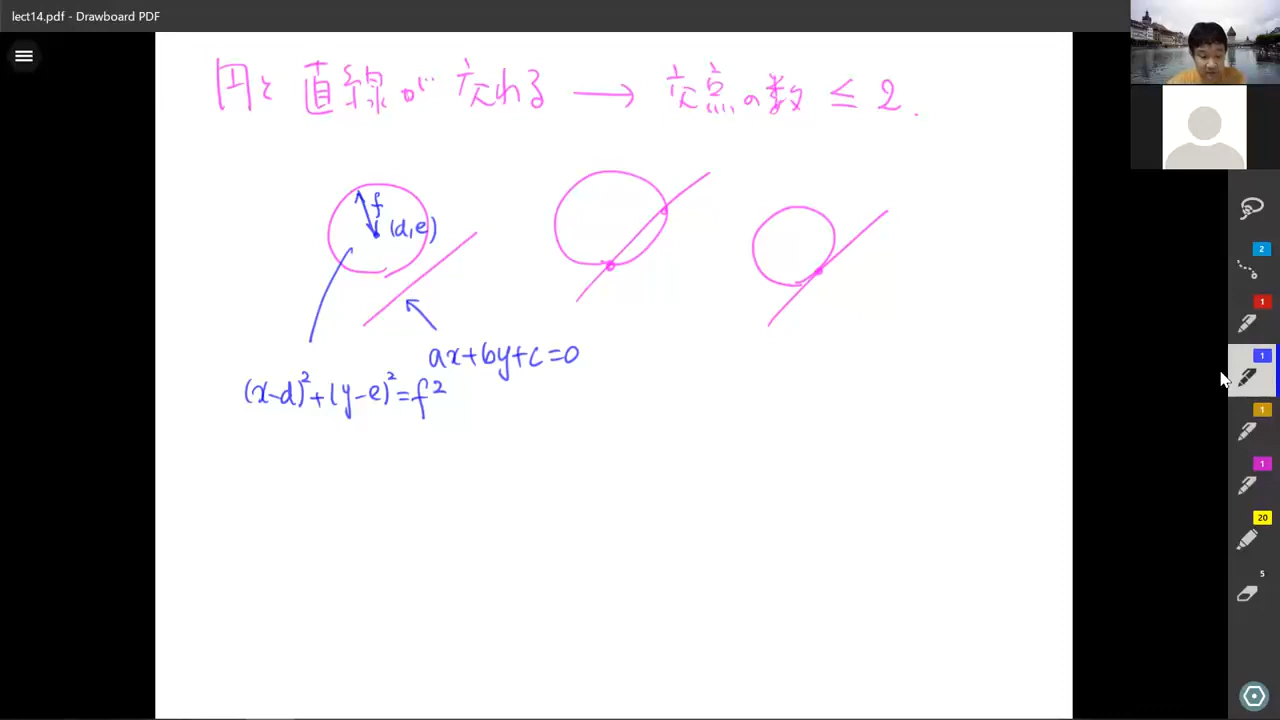 lect14.pdf - Drawboard PDF
円と直線が交わる → 交点の数 ≤ 2.
f
(d,e)
ax+by+c=0
(x-d)²+(y-e)²=f²
2
1
1
1
1
20
5